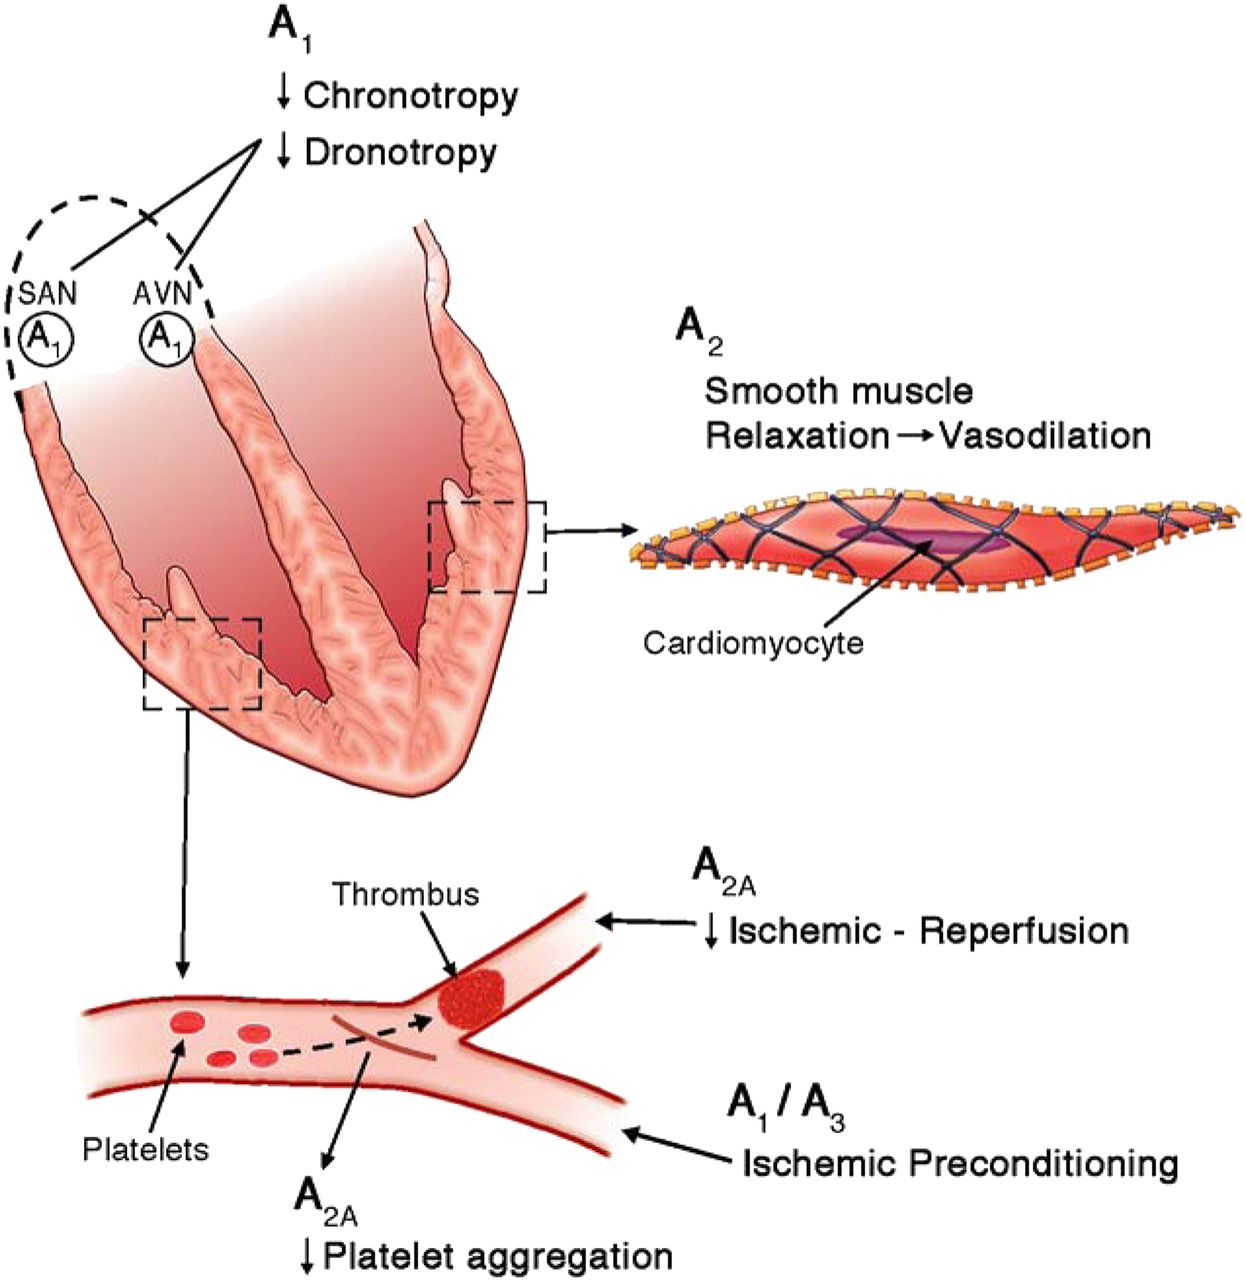 A1
↓ Chronotropy
↓ Dronotropy
SAN
AVN
A1
A1
A2
Smooth muscle
Relaxation→Vasodilation
Cardiomyocyte
Thrombus
A2A
↓ Ischemic - Reperfusion
Platelets
A1 / A3
Ischemic Preconditioning
A2A
↓ Platelet aggregation